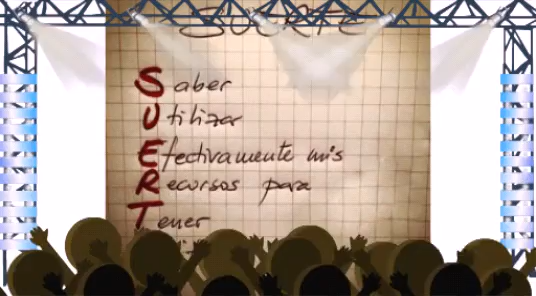 SUERTE
Saber
Utilizar
Efectivamente mis
Recursos para
Tener